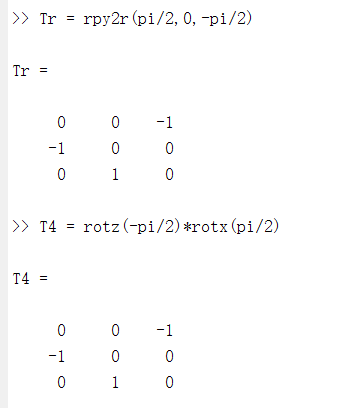 >> Tr = rpy2r(pi/2,0,-pi/2)
Tr =
0 0 -1
-1 0 0
0 1 0
>> T4 = rotz(-pi/2)*rotx(pi/2)
T4 =
0 0 -1
-1 0 0
0 1 0